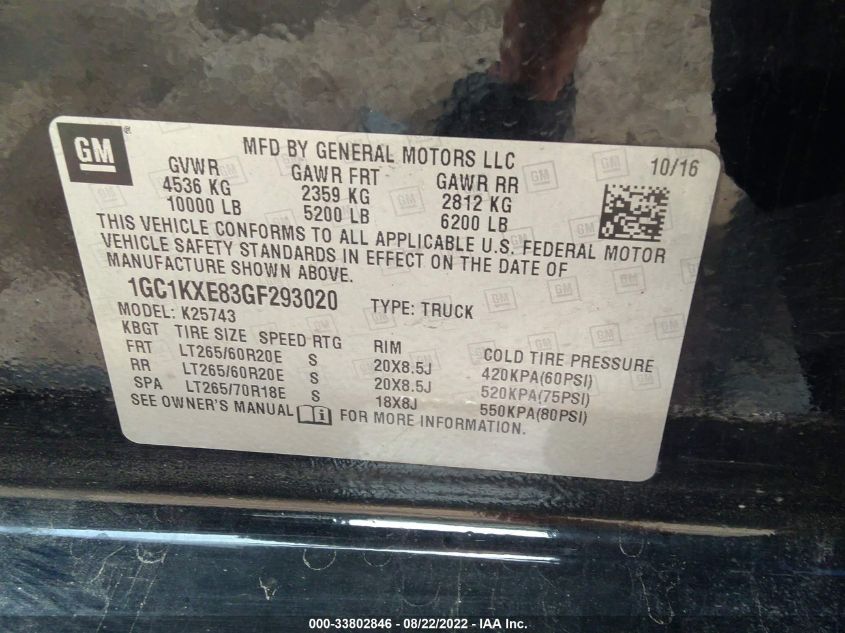 GM
MFD BY GENERAL MOTORS LLC 10/16
GVWR GAWR FRT GAWR RR
4536 KG 2359 KG 2812 KG
10000 LB 5200 LB 6200 LB
THIS VEHICLE CONFORMS TO ALL APPLICABLE U.S. FEDERAL MOTOR
VEHICLE SAFETY STANDARDS IN EFFECT ON THE DATE OF
MANUFACTURE SHOWN ABOVE.
1GC1KXE83GF293020 TYPE: TRUCK
MODEL: K25743
KBGT TIRE SIZE SPEED RTG RIM COLD TIRE PRESSURE
FRT LT265/60R20E S 20X8.5J 420KPA(60PSI)
RR LT265/60R20E S 20X8.5J 520KPA(75PSI)
SPA LT265/70R18E S 18X8J 550KPA(80PSI)
SEE OWNER'S MANUAL FOR MORE INFORMATION.
000-33802846 - 08/22/2022 - IAA Inc.